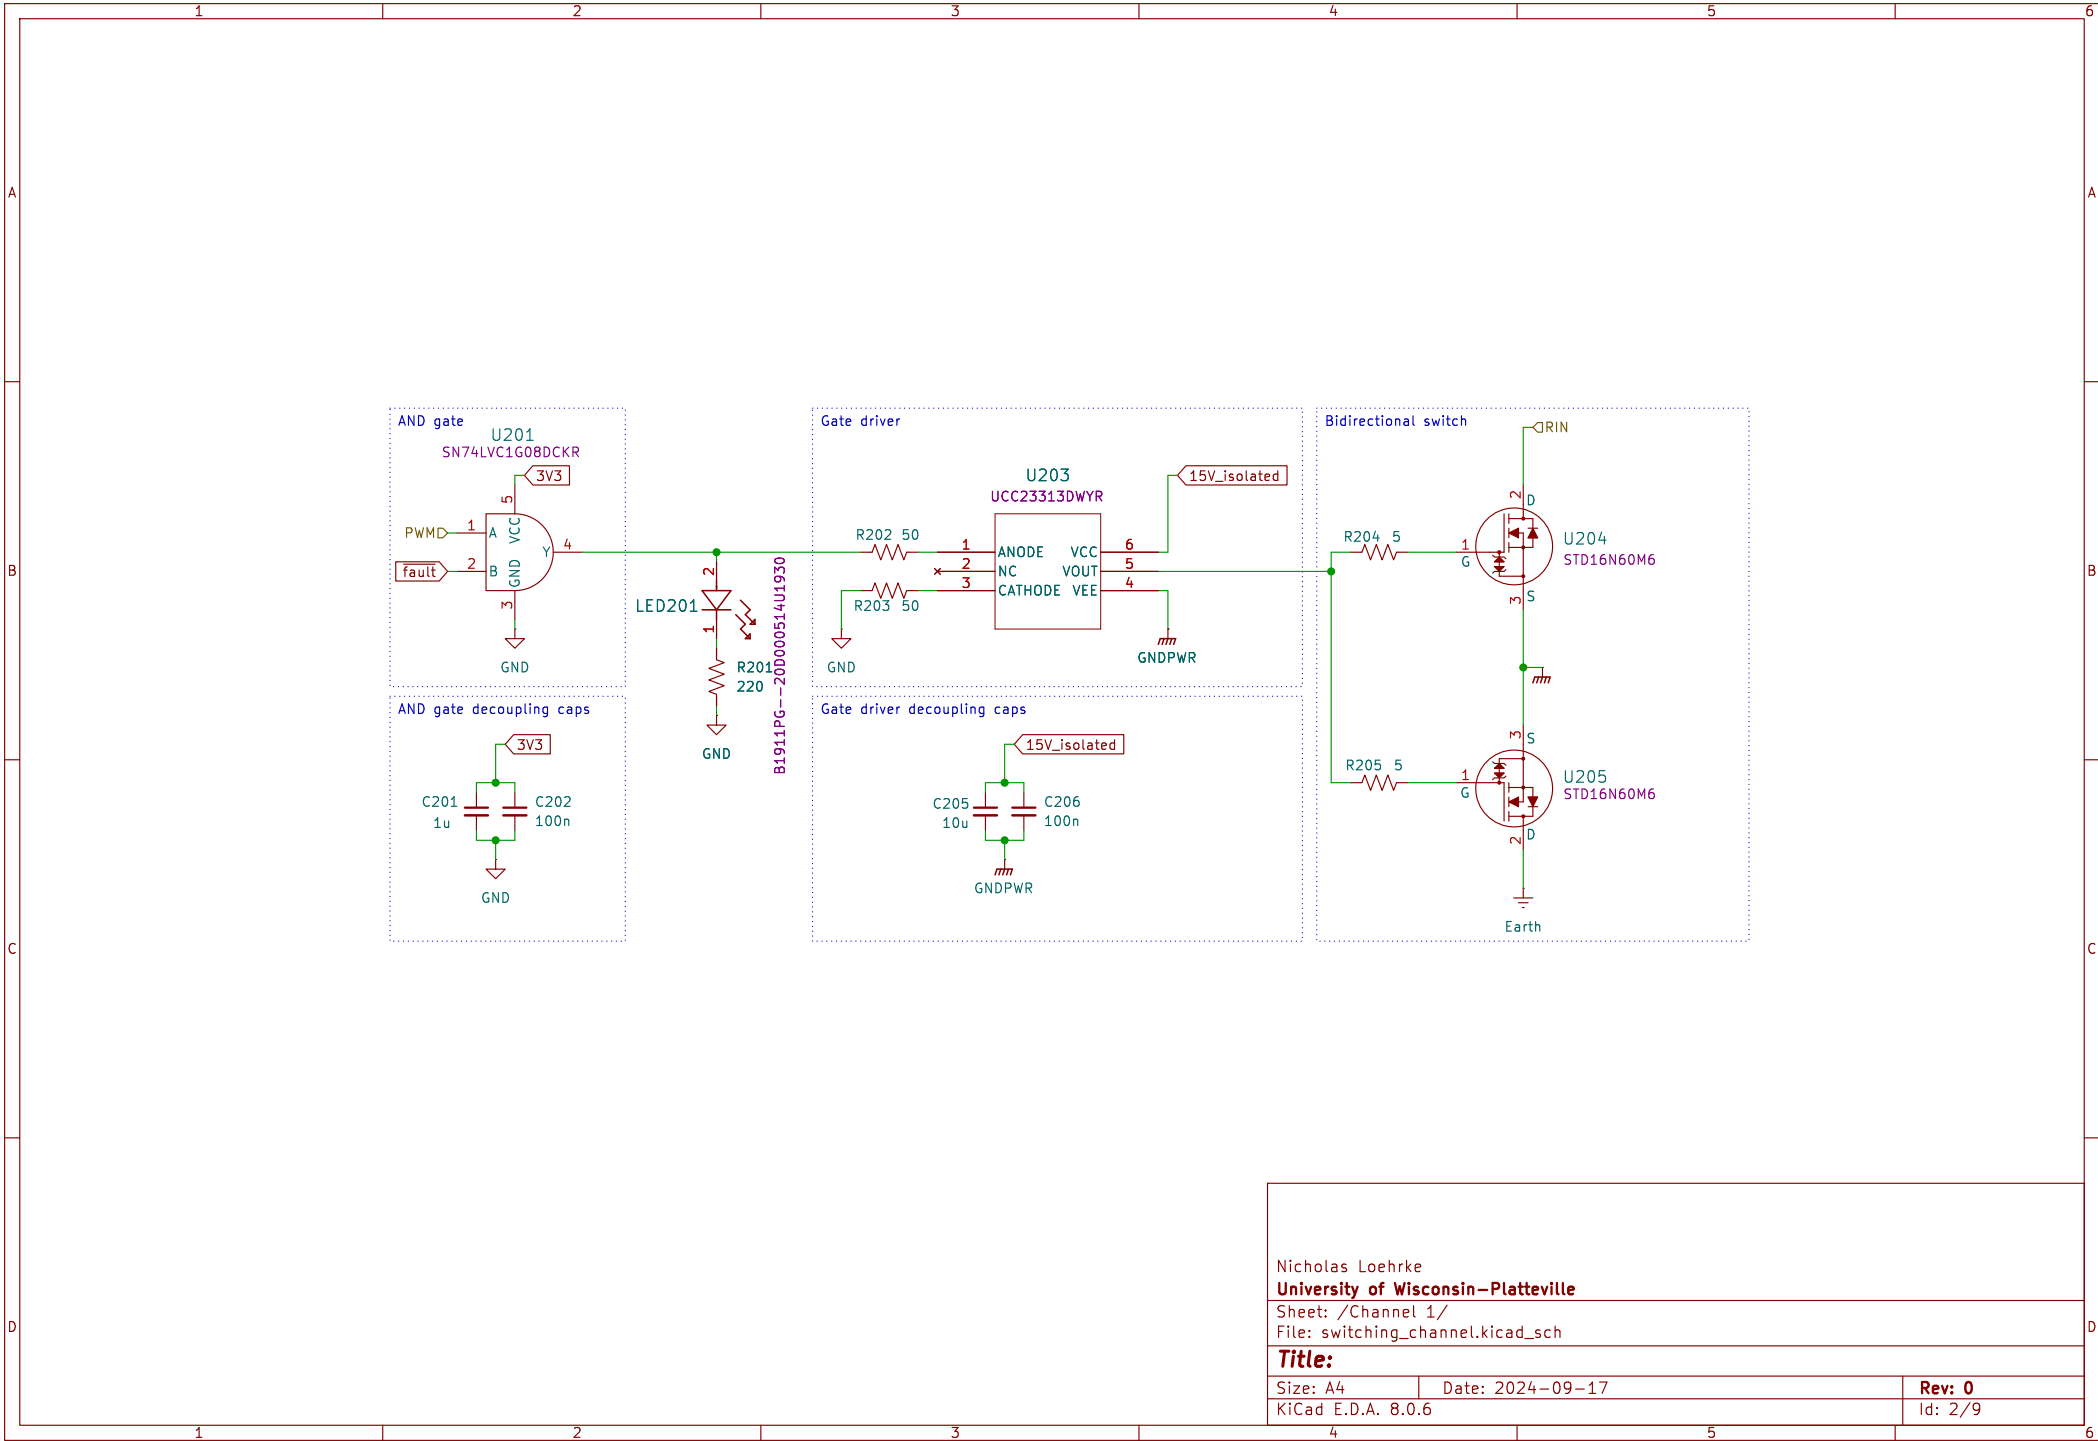 1 2 3 4 5 6
A A
B B
C C
D D
AND gate
U201
SN74LVC1G08DCKR
3V3
5
VCC
PWM
1
A
Y
4
fault
2
B
GND
3
GND
AND gate decoupling caps
3V3
C201
1u
C202
100n
GND
2
LED201
1
B1911PG--20D000514U1930
R201
220
GND
Gate driver
U203
UCC23313DWYR
15V_isolated
R202 50
1 ANODE VCC 6
2 NC VOUT 5
3 CATHODE VEE 4
R203 50
GND
GNDPWR
Gate driver decoupling caps
15V_isolated
C205
10u
C206
100n
GNDPWR
Bidirectional switch
RIN
2
D
R204 5
1
G
U204
STD16N60M6
S
3
3
S
R205 5
1
G
U205
STD16N60M6
D
2
Earth
Nicholas Loehrke
University of Wisconsin-Platteville
Sheet: /Channel 1/
File: switching_channel.kicad_sch
Title:
Size: A4 Date: 2024-09-17 Rev: 0
KiCad E.D.A. 8.0.6 Id: 2/9
1 2 3 4 5 6